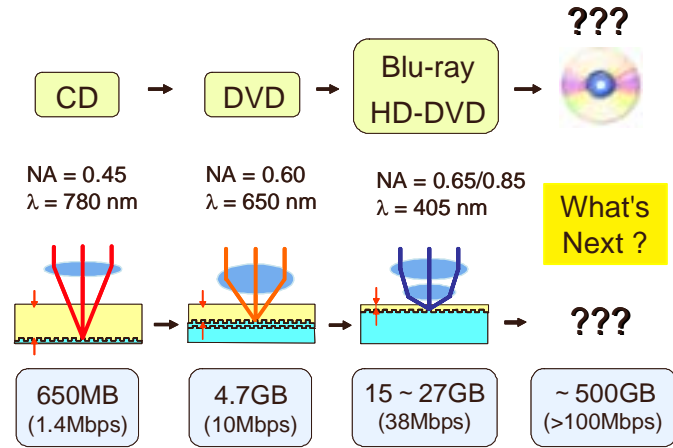 ???
CD
DVD
Blu-ray
HD-DVD
NA = 0.45
λ = 780 nm
NA = 0.60
λ = 650 nm
NA = 0.65/0.85
λ = 405 nm
What's
Next ?
???
650MB
(1.4Mbps)
4.7GB
(10Mbps)
15 ~ 27GB
(38Mbps)
~ 500GB
(>100Mbps)